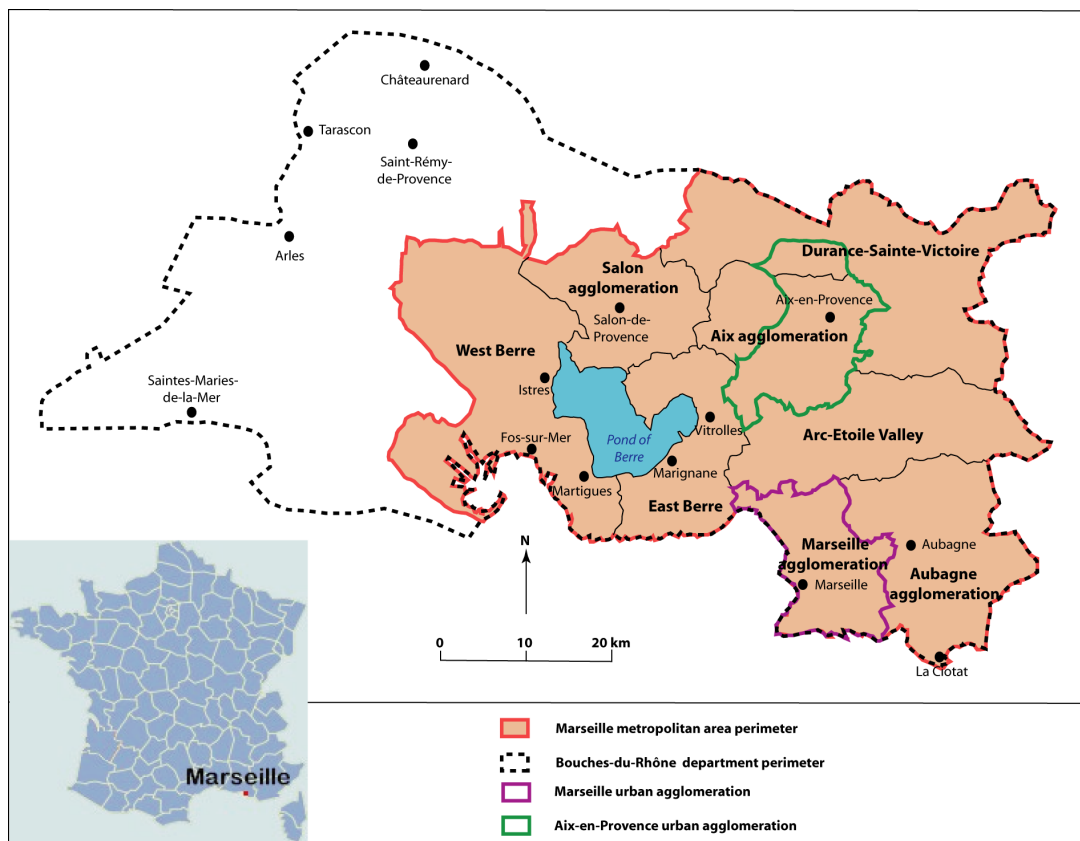 Châteaurenard
Tarascon
Saint-Rémy-
de-Provence
Arles
Durance-Sainte-Victoire
Salon
agglomeration
Aix-en-Provence
Salon-de-
Provence
Aix agglomeration
West Berre
Saintes-Maries-
de-la-Mer
Istres
Vitrolles
Fos-sur-Mer
Pond of
Berre
Arc-Etoile Valley
Marignane
Martigues
East Berre
N
Marseille
agglomeration
Aubagne
Marseille
Aubagne
agglomeration
0 10 20 km
La Ciotat
Marseille
Marseille metropolitan area perimeter
Bouches-du-Rhône department perimeter
Marseille urban agglomeration
Aix-en-Provence urban agglomeration